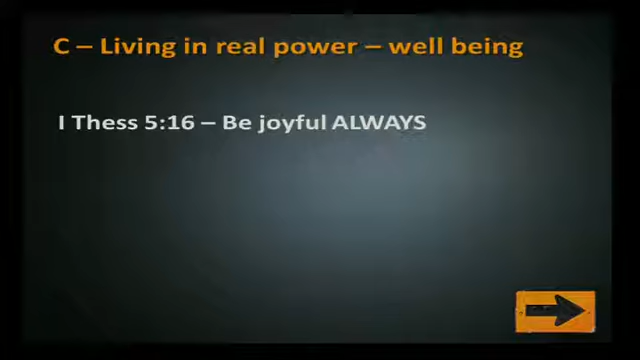 C – Living in real power – well being
I Thess 5:16 – Be joyful ALWAYS